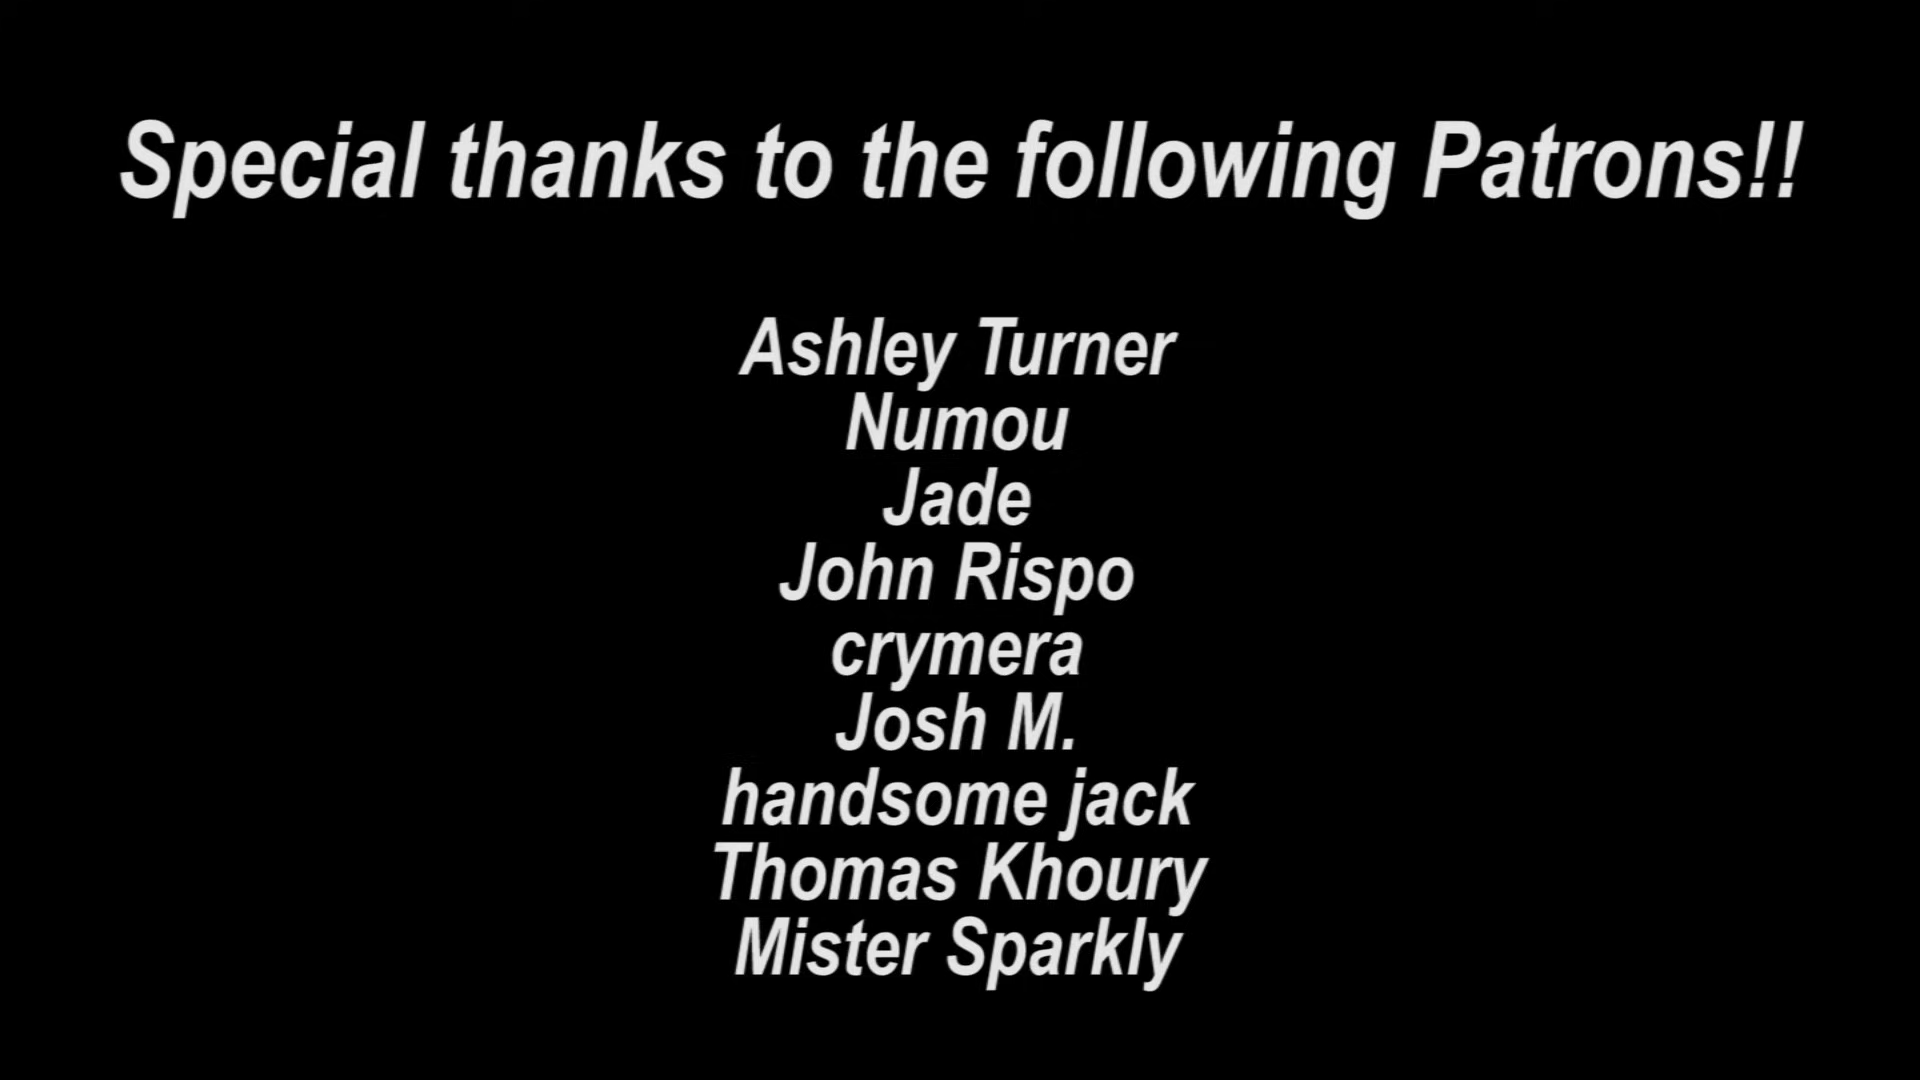 Special thanks to the following Patrons!!
Ashley Turner
Numou
Jade
John Rispo
crymera
Josh M.
handsome jack
Thomas Khoury
Mister Sparkly